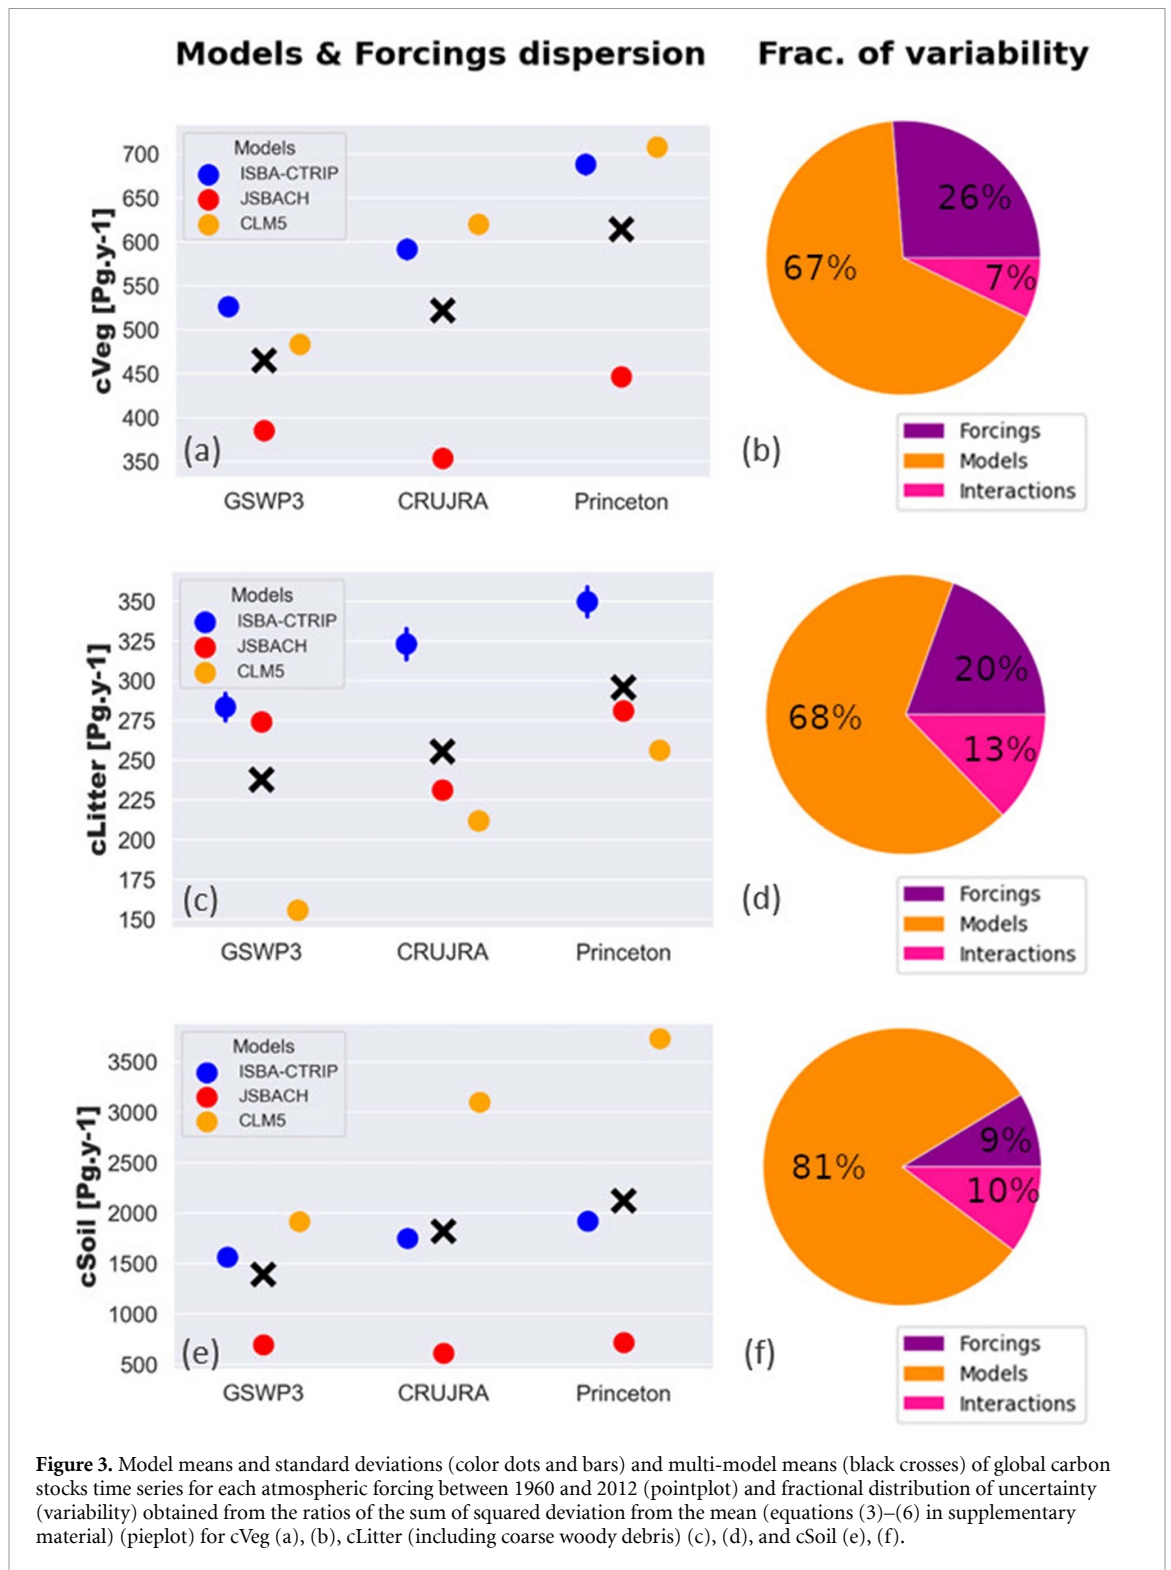 Models & Forcings dispersion
Frac. of variability
cVeg [Pg.y-1]
700
650
600
550
500
450
400
350
Models
ISBA-CTRIP
JSBACH
CLM5
(a)
GSWP3
CRUJRA
Princeton
26%
67%
7%
(b)
Forcings
Models
Interactions
cLitter [Pg.y-1]
350
325
300
275
250
225
200
175
150
Models
ISBA-CTRIP
JSBACH
CLM5
(c)
GSWP3
CRUJRA
Princeton
20%
68%
13%
(d)
Forcings
Models
Interactions
cSoil [Pg.y-1]
3500
3000
2500
2000
1500
1000
500
Models
ISBA-CTRIP
JSBACH
CLM5
(e)
GSWP3
CRUJRA
Princeton
9%
81%
10%
(f)
Forcings
Models
Interactions
Figure 3. Model means and standard deviations (color dots and bars) and multi-model means (black crosses) of global carbon
stocks time series for each atmospheric forcing between 1960 and 2012 (pointplot) and fractional distribution of uncertainty
(variability) obtained from the ratios of the sum of squared deviation from the mean (equations (3)–(6) in supplementary
material) (pieplot) for cVeg (a), (b), cLitter (including coarse woody debris) (c), (d), and cSoil (e), (f).